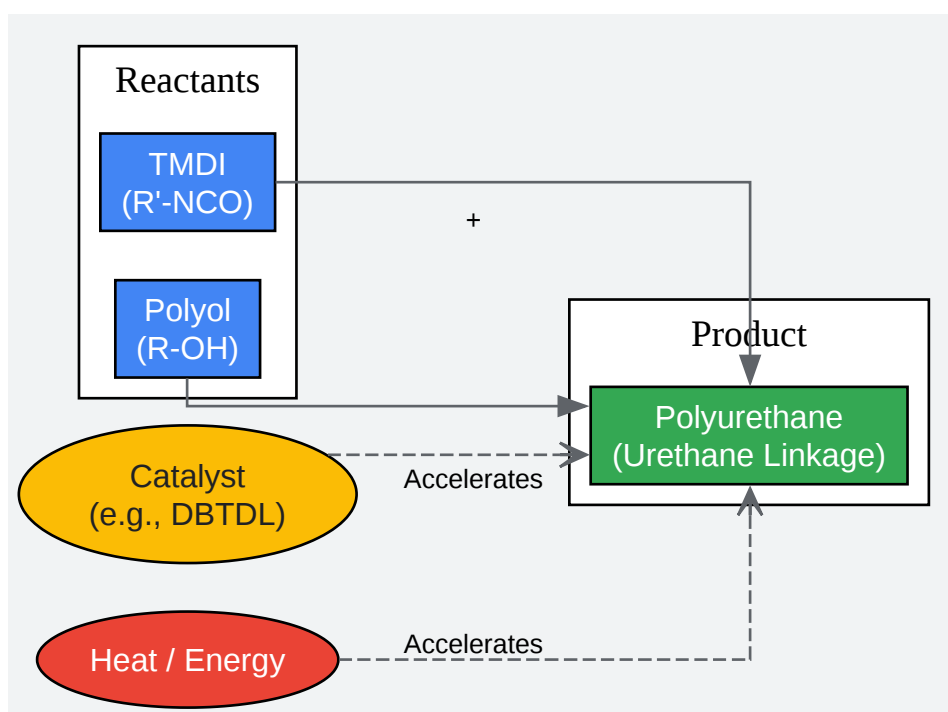 Reactants
TMDI
(R'-NCO)
+
Polyol
(R-OH)
Product
Polyurethane
(Urethane Linkage)
Catalyst
(e.g., DBTDL)
Accelerates
Heat / Energy
Accelerates